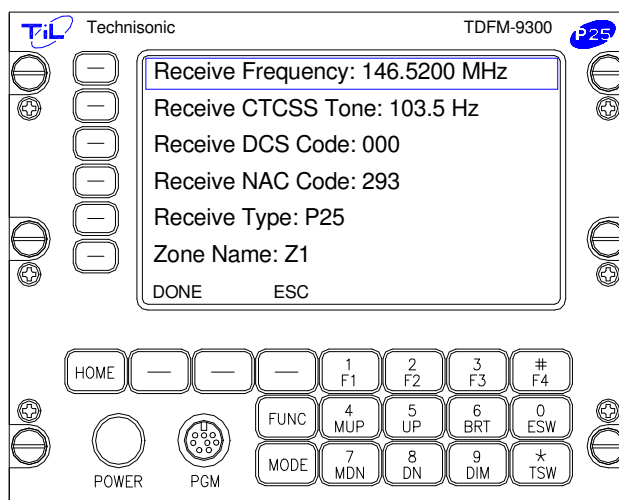 TiL Technisonic TDFM-9300 P25
Receive Frequency: 146.5200 MHz
Receive CTCSS Tone: 103.5 Hz
Receive DCS Code: 000
Receive NAC Code: 293
Receive Type: P25
Zone Name: Z1
DONE ESC
HOME 1 F1 2 F2 3 F3 # F4
FUNC 4 MUP 5 UP 6 BRT 0 ESW
MODE 7 MDN 8 DN 9 DIM * TSW
POWER PGM